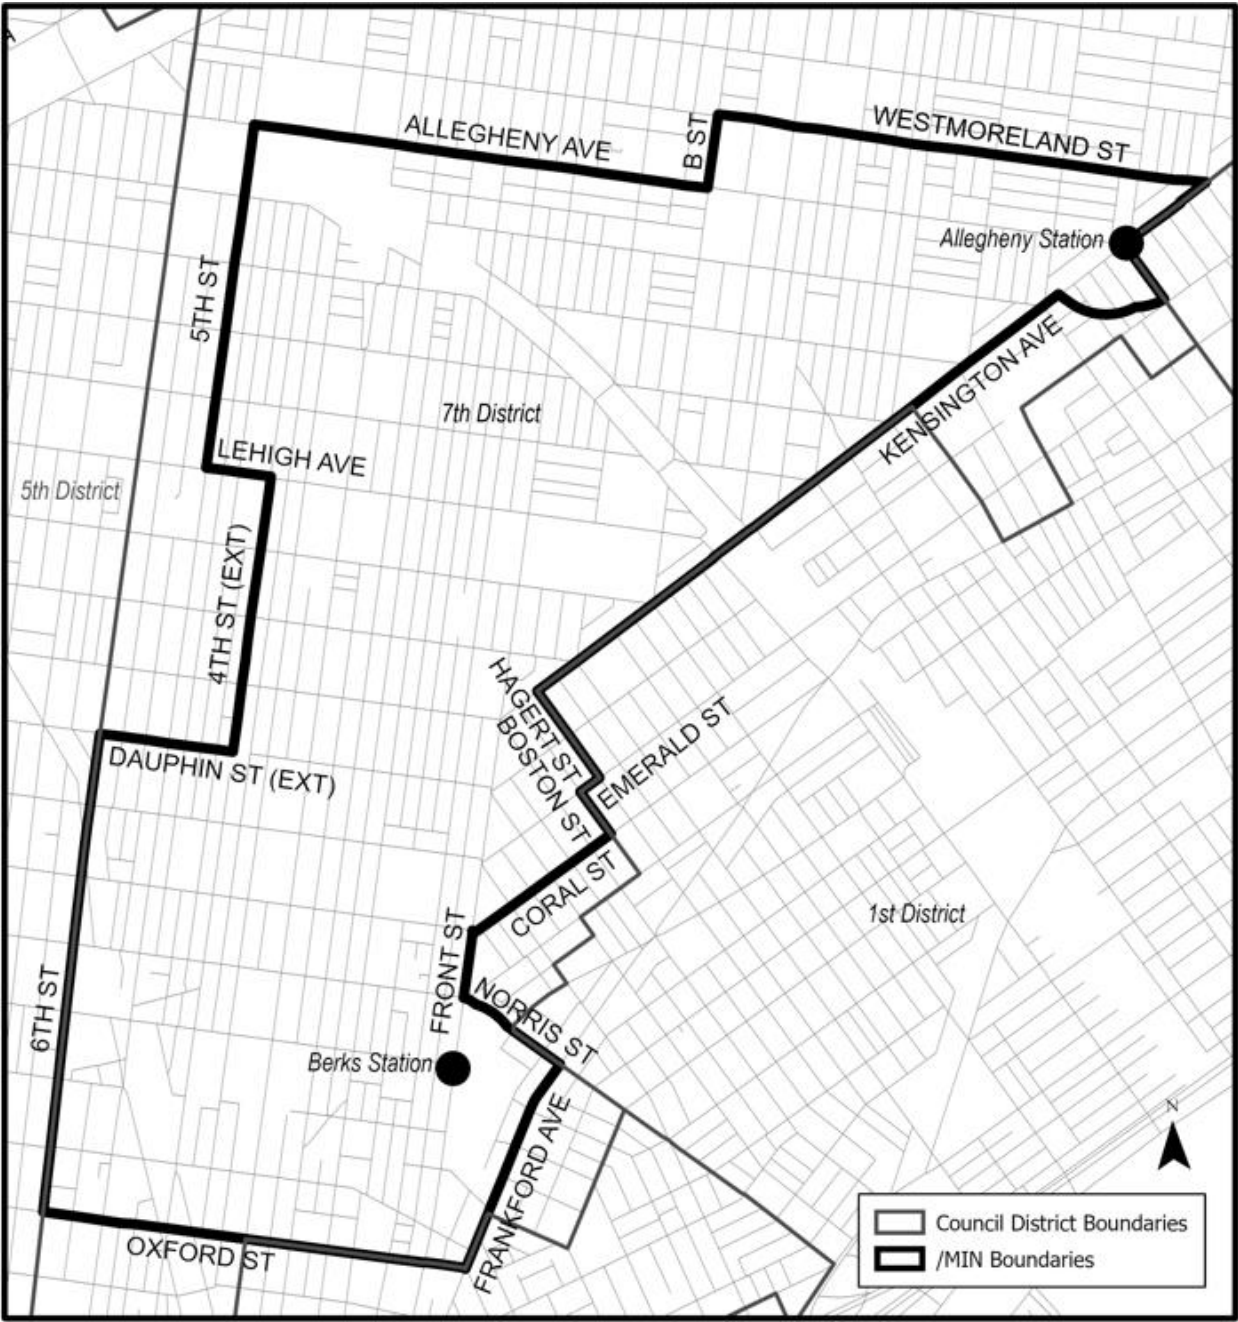 ALLEGHENY AVE
B ST
WESTMORELAND ST
Allegheny Station
5TH ST
KENSINGTON AVE
7th District
LEHIGH AVE
5th District
4TH ST (EXT)
HAGERT ST
BOSTON ST
EMERALD ST
DAUPHIN ST (EXT)
CORAL ST
1st District
FRONT ST
NORRIS ST
6TH ST
Berks Station
FRANKFORD AVE
N
OXFORD ST
Council District Boundaries
/MIN Boundaries